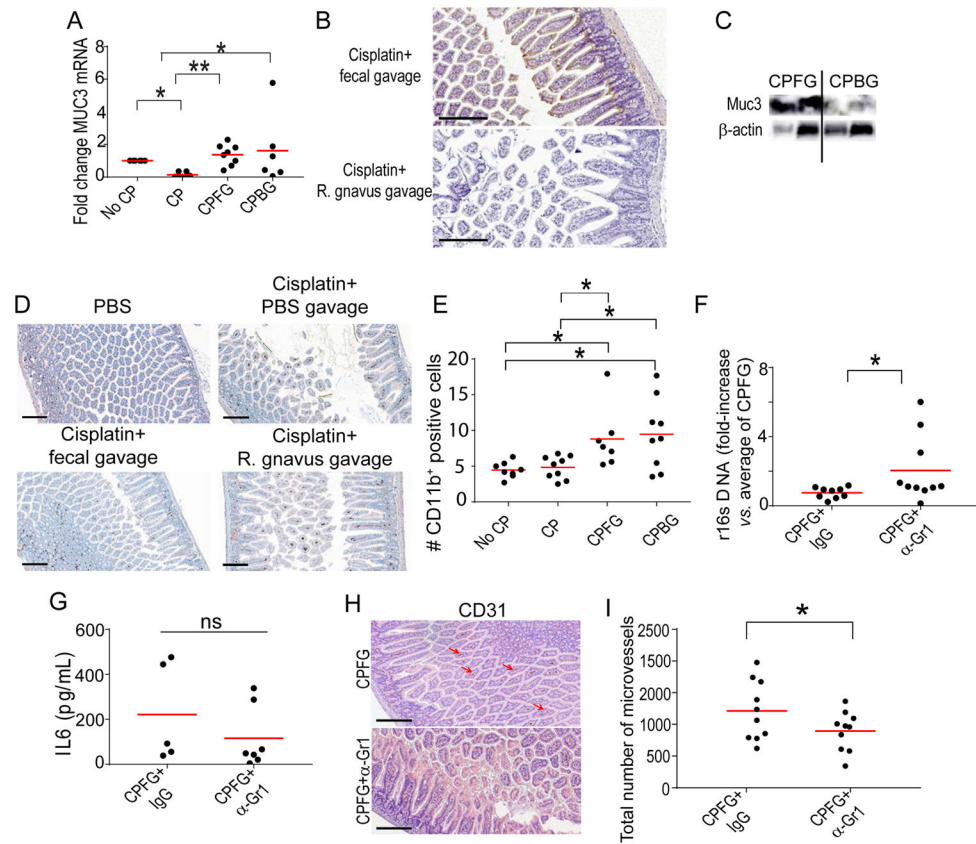 A
Fold change MUC3 mRNA
8
6
4
2
0
*
**
*
No CP
CP
CPFG
CPBG
B
Cisplatin+
fecal gavage
Cisplatin+
R. gnavus gavage
C
CPFG CPBG
Muc3
β-actin
D
PBS
Cisplatin+
PBS gavage
Cisplatin+
fecal gavage
Cisplatin+
R. gnavus gavage
E
# CD11b+ positive cells
20
15
10
5
0
*
*
*
*
No CP
CP
CPFG
CPBG
F
r16s DNA (fold-increase
vs. average of CPFG)
8
4
2
0
*
CPFG+
IgG
CPFG+
α-Gr1
G
IL6 (pg/mL)
600
400
200
0
ns
CPFG+
IgG
CPFG+
α-Gr1
H
CD31
CPFG
CPFG+α-Gr1
I
Total number of microvessels
2500
1500
2000
1000
500
0
*
CPFG+
IgG
CPFG+
α-Gr1